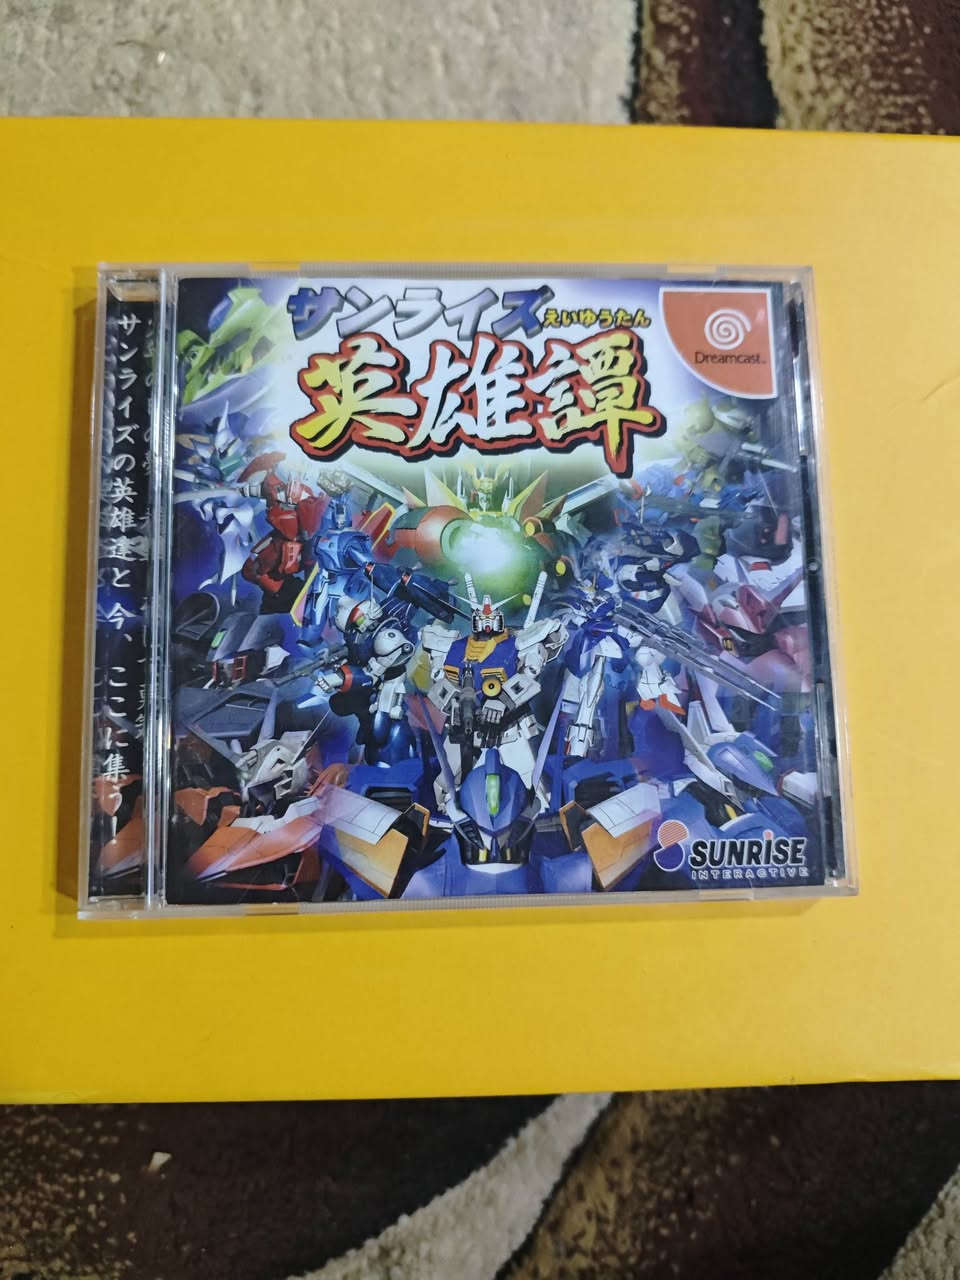 サンライズ
えいゆうたん
英雄譚
Dreamcast™
サンライズの英雄達と今、ここに集う！
SUNRISE
INTERACTIVE